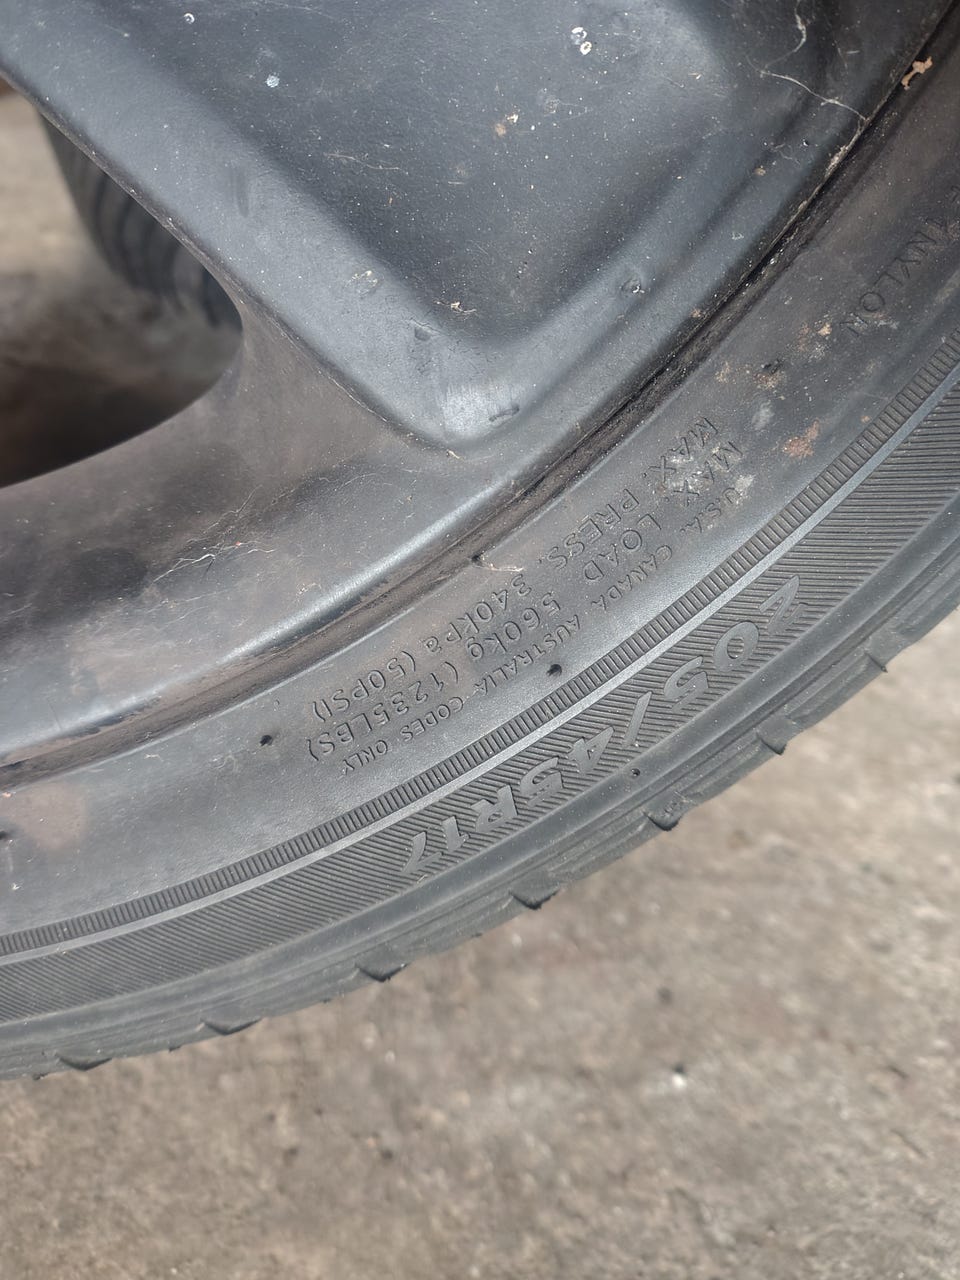 NYLON
205/45R17
U.S.A. CANADA AUSTRALIA CODES ONLY
MAX LOAD 560kg (1235LBS)
MAX. PRESS. 340kPa (50PSI)